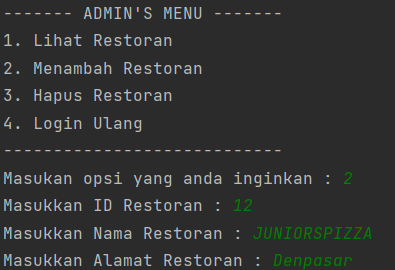 ------- ADMIN'S MENU -------
1. Lihat Restoran
2. Menambah Restoran
3. Hapus Restoran
4. Login Ulang
----------------------------
Masukan opsi yang anda inginkan : 2
Masukkan ID Restoran : 12
Masukkan Nama Restoran : JUNIORSPIZZA
Masukkan Alamat Restoran : Denpasar